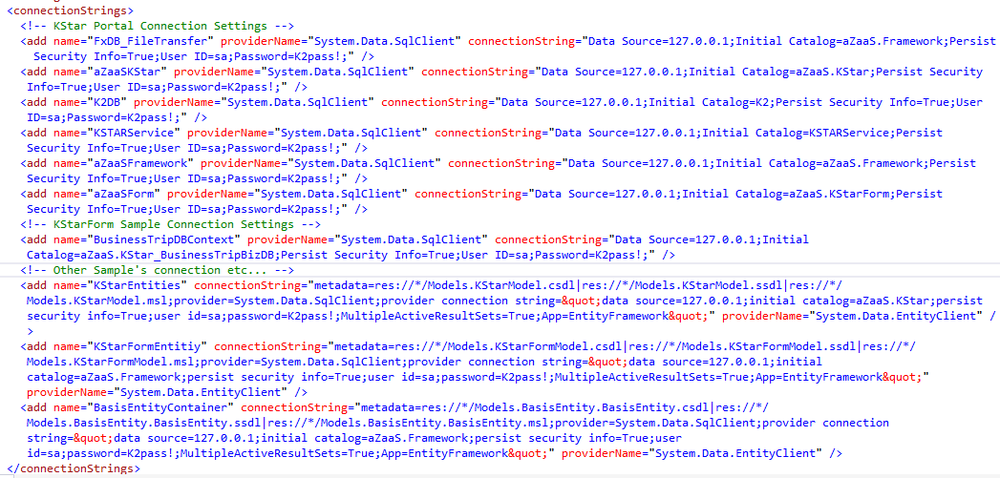 <connectionStrings>
<!-- KStar Portal Connection Settings -->
<add name="FxDB_FileTransfer" providerName="System.Data.SqlClient" connectionString="Data Source=127.0.0.1;Initial Catalog=aZaaS.Framework;Persist
Security Info=True;User ID=sa;Password=K2pass!;" />
<add name="aZaaSKStar" providerName="System.Data.SqlClient" connectionString="Data Source=127.0.0.1;Initial Catalog=aZaaS.KStar;Persist Security
Info=True;User ID=sa;Password=K2pass!;" />
<add name="K2DB" providerName="System.Data.SqlClient" connectionString="Data Source=127.0.0.1;Initial Catalog=K2;Persist Security Info=True;User
ID=sa;Password=K2pass!;" />
<add name="KSTARService" providerName="System.Data.SqlClient" connectionString="Data Source=127.0.0.1;Initial Catalog=KSTARService;Persist
Security Info=True;User ID=sa;Password=K2pass!;" />
<add name="aZaaSFramework" providerName="System.Data.SqlClient" connectionString="Data Source=127.0.0.1;Initial Catalog=aZaaS.Framework;Persist
Security Info=True;User ID=sa;Password=K2pass!;" />
<add name="aZaaSForm" providerName="System.Data.SqlClient" connectionString="Data Source=127.0.0.1;Initial Catalog=aZaaS.KStarForm;Persist
Security Info=True;User ID=sa;Password=K2pass!;" />
<!-- KStarForm Sample Connection Settings -->
<add name="BusinessTripDBContext" providerName="System.Data.SqlClient" connectionString="Data Source=127.0.0.1;Initial
Catalog=aZaaS.KStar_BusinessTripBizDB;Persist Security Info=True;User ID=sa;Password=K2pass!;" />
<!-- Other Sample's connection etc... -->
<add name="KStarEntities" connectionString="metadata=res://*/Models.KStarModel.csdl|res://*/Models.KStarModel.ssdl|res://*/
Models.KStarModel.msl;provider=System.Data.SqlClient;provider connection string=&quot;data source=127.0.0.1;initial catalog=aZaaS.KStar;persist
security info=True;user id=sa;password=K2pass!;MultipleActiveResultSets=True;App=EntityFramework&quot;" providerName="System.Data.EntityClient" /
>
<add name="KStarFormEntitiy" connectionString="metadata=res://*/Models.KStarFormModel.csdl|res://*/Models.KStarFormModel.ssdl|res://*/
Models.KStarFormModel.msl;provider=System.Data.SqlClient;provider connection string=&quot;data source=127.0.0.1;initial
catalog=aZaaS.Framework;persist security info=True;user id=sa;password=K2pass!;MultipleActiveResultSets=True;App=EntityFramework&quot;"
providerName="System.Data.EntityClient" />
<add name="BasisEntityContainer" connectionString="metadata=res://*/Models.BasisEntity.BasisEntity.csdl|res://*/
Models.BasisEntity.BasisEntity.ssdl|res://*/Models.BasisEntity.BasisEntity.msl;provider=System.Data.SqlClient;provider connection
string=&quot;data source=127.0.0.1;initial catalog=aZaaS.Framework;persist security info=True;user
id=sa;password=K2pass!;MultipleActiveResultSets=True;App=EntityFramework&quot;" providerName="System.Data.EntityClient" />
</connectionStrings>